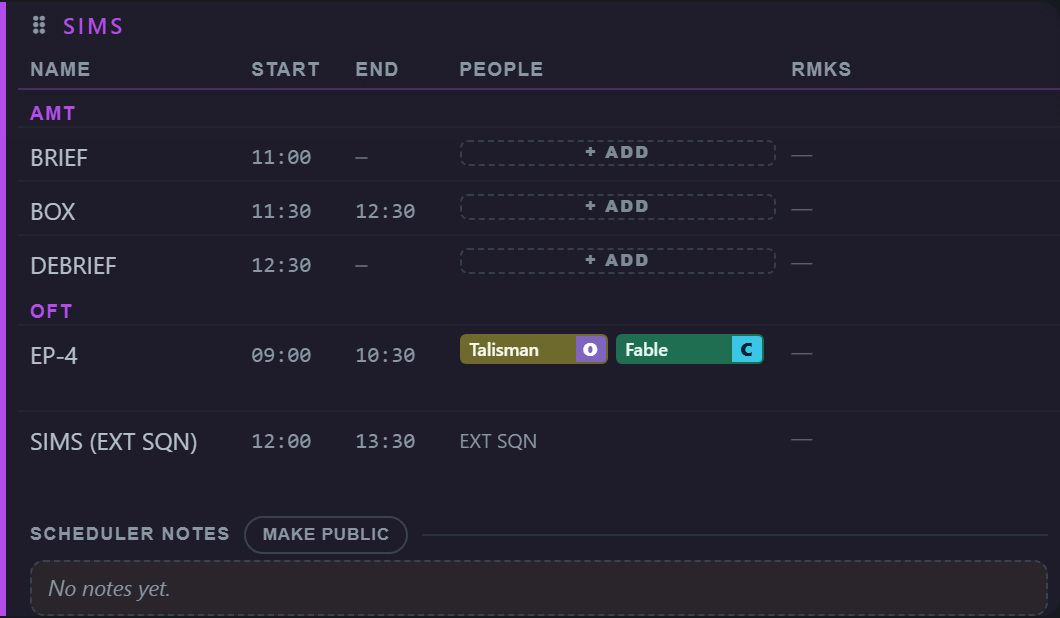 SIMS
NAME START END PEOPLE RMKS
AMT
BRIEF 11:00 — + ADD —
BOX 11:30 12:30 + ADD —
DEBRIEF 12:30 — + ADD —
OFT
EP-4 09:00 10:30 Talisman O Fable C —
SIMS (EXT SQN) 12:00 13:30 EXT SQN —
SCHEDULER NOTES MAKE PUBLIC
No notes yet.